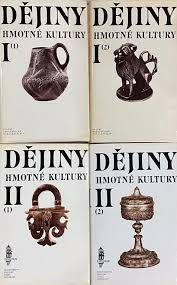 DĚJINY
HMOTNÉ KULTURY
I (1)
DĚJINY
HMOTNÉ KULTURY
I (2)
DĚJINY
HMOTNÉ KULTURY
II
(1)
DĚJINY
HMOTNÉ KULTURY
II
(2)